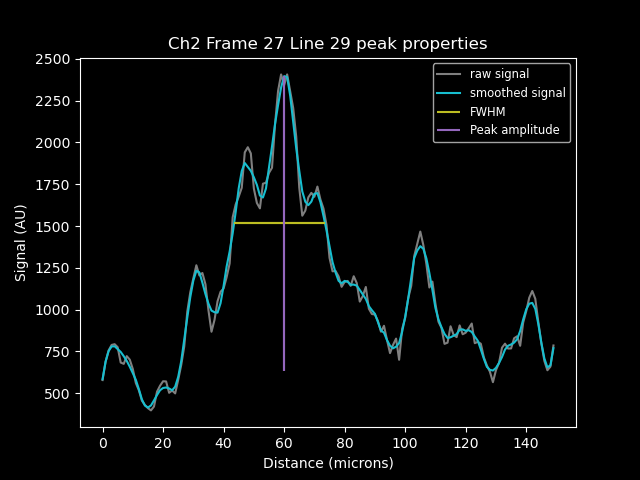 Ch2 Frame 27 Line 29 peak properties
raw signal
smoothed signal
FWHM
Peak amplitude
Signal (AU)
2500
2250
2000
1750
1500
1250
1000
750
500
0 20 40 60 80 100 120 140
Distance (microns)